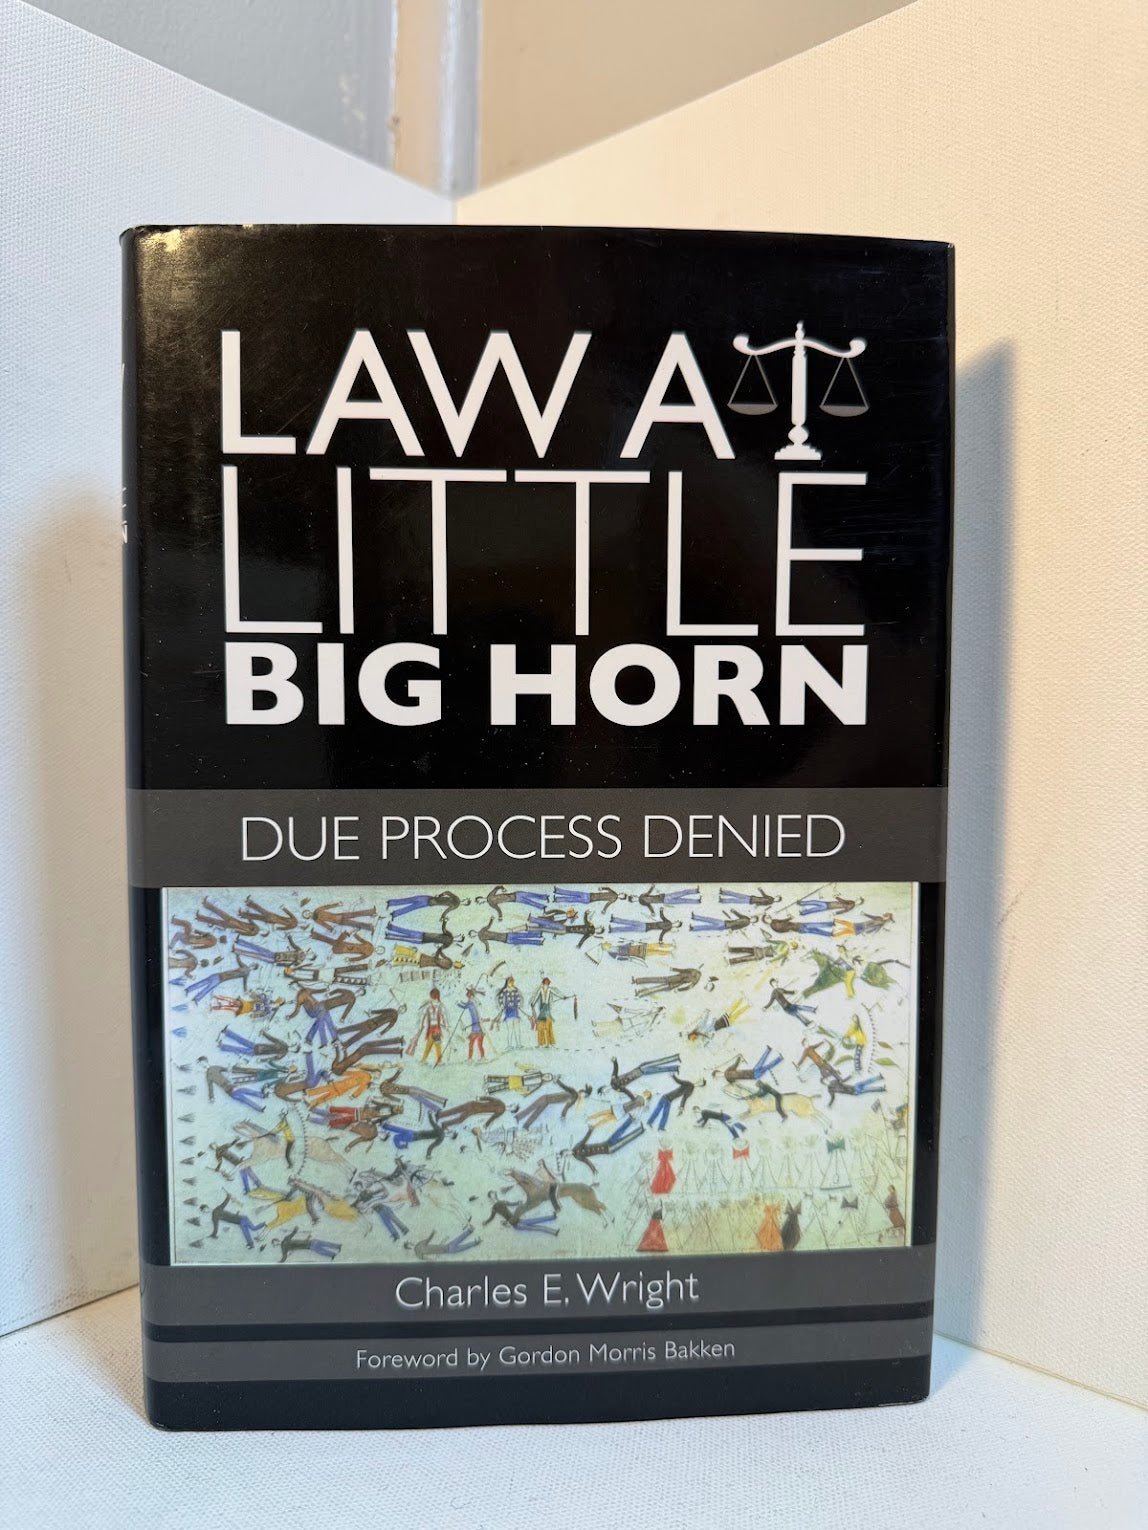 LAW AT
LITTLE
BIG HORN
DUE PROCESS DENIED
Charles E. Wright
Foreword by Gordon Morris Bakken